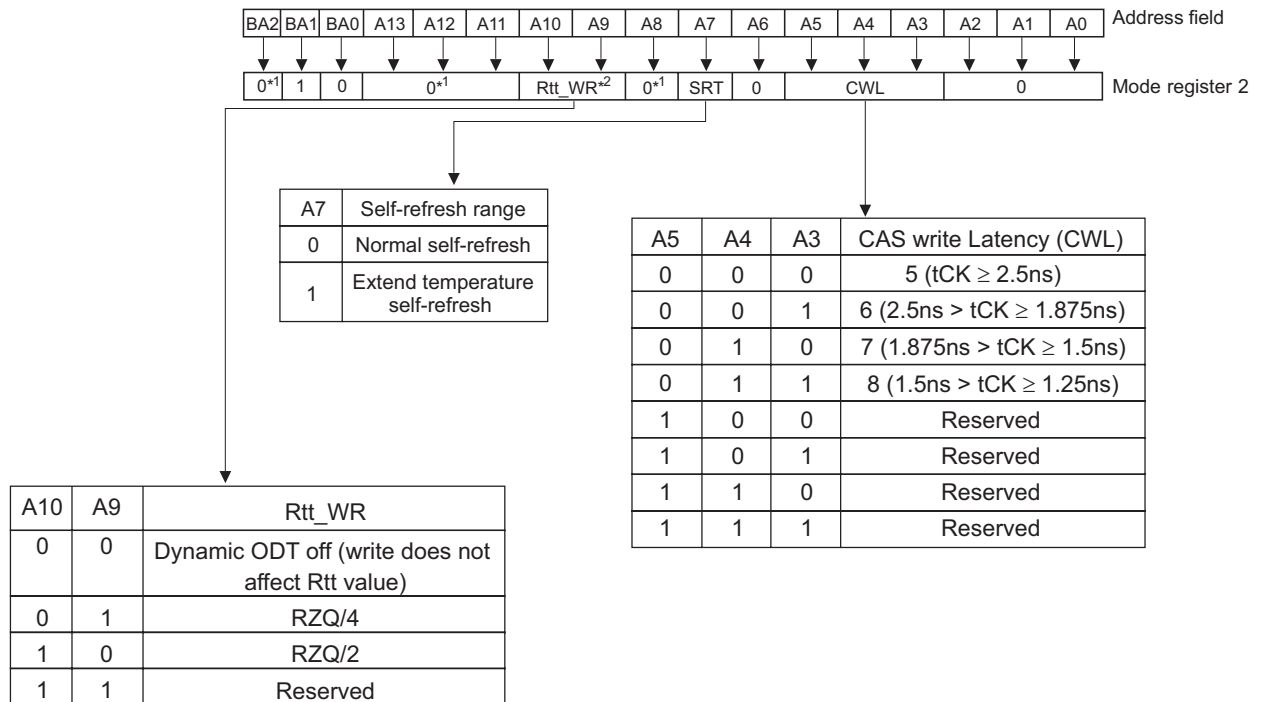 BA2 BA1 BA0 A13 A12 A11 A10 A9 A8 A7 A6 A5 A4 A3 A2 A1 A0 Address field
0*1 1 0 0*1 Rtt_WR*2 0*1 SRT 0 CWL 0 Mode register 2
A7 Self-refresh range
0 Normal self-refresh
1 Extend temperature
self-refresh
A5 A4 A3 CAS write Latency (CWL)
0 0 0 5 (tCK ≥ 2.5ns)
0 0 1 6 (2.5ns > tCK ≥ 1.875ns)
0 1 0 7 (1.875ns > tCK ≥ 1.5ns)
0 1 1 8 (1.5ns > tCK ≥ 1.25ns)
1 0 0 Reserved
1 0 1 Reserved
1 1 0 Reserved
1 1 1 Reserved
A10 A9 Rtt_WR
0 0 Dynamic ODT off (write does not
affect Rtt value)
0 1 RZQ/4
1 0 RZQ/2
1 1 Reserved